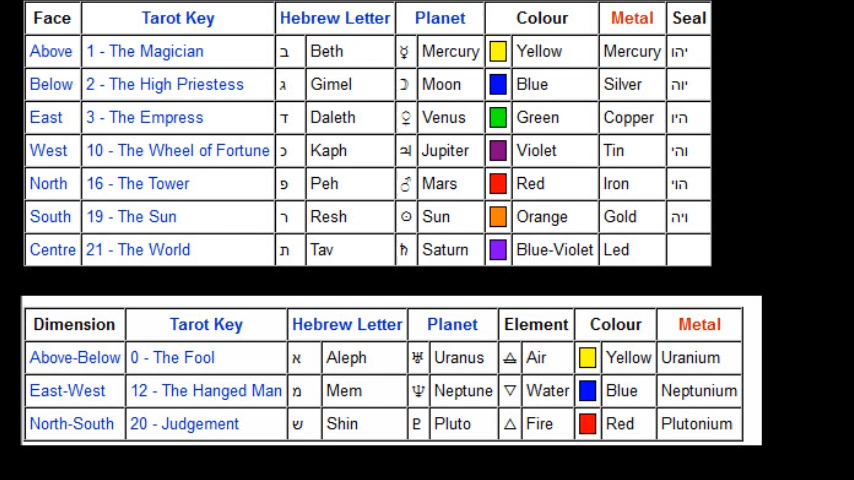 Face Tarot Key Hebrew Letter Planet Colour Metal Seal
Above 1 - The Magician ב Beth ☿ Mercury Yellow Mercury יהו
Below 2 - The High Priestess ג Gimel ☽ Moon Blue Silver יוה
East 3 - The Empress ד Daleth ♀ Venus Green Copper היו
West 10 - The Wheel of Fortune כ Kaph ♃ Jupiter Violet Tin והי
North 16 - The Tower פ Peh ♂ Mars Red Iron הוי
South 19 - The Sun ר Resh ☉ Sun Orange Gold ויה
Centre 21 - The World ת Tav ♄ Saturn Blue-Violet Led
Dimension Tarot Key Hebrew Letter Planet Element Colour Metal
Above-Below 0 - The Fool א Aleph ♅ Uranus 🜁 Air Yellow Uranium
East-West 12 - The Hanged Man מ Mem ♆ Neptune ▽ Water Blue Neptunium
North-South 20 - Judgement ש Shin ♇ Pluto △ Fire Red Plutonium